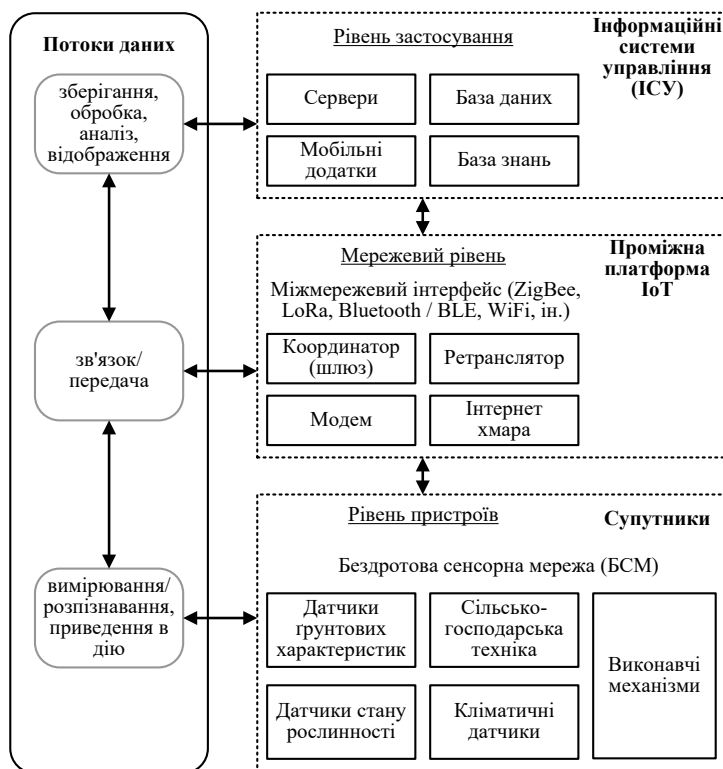 Потоки даних
зберігання,
обробка,
аналіз,
відображення
зв'язок/
передача
вимірювання/
розпізнавання,
приведення в
дію
Рівень застосування
Інформаційні
системи
управління
(ІСУ)
Сервери
База даних
Мобільні
додатки
База знань
Мережевий рівень
Проміжна
платформа
IoT
Міжмережевий інтерфейс (ZigBee,
LoRa, Bluetooth / BLE, WiFi, ін.)
Координатор
(шлюз)
Ретранслятор
Модем
Інтернет
хмара
Рівень пристроїв
Супутники
Бездротова сенсорна мережа (БСМ)
Датчики
ґрунтових
характеристик
Сільсько-
господарська
техніка
Виконавчі
механізми
Датчики стану
рослинності
Кліматичні
датчики